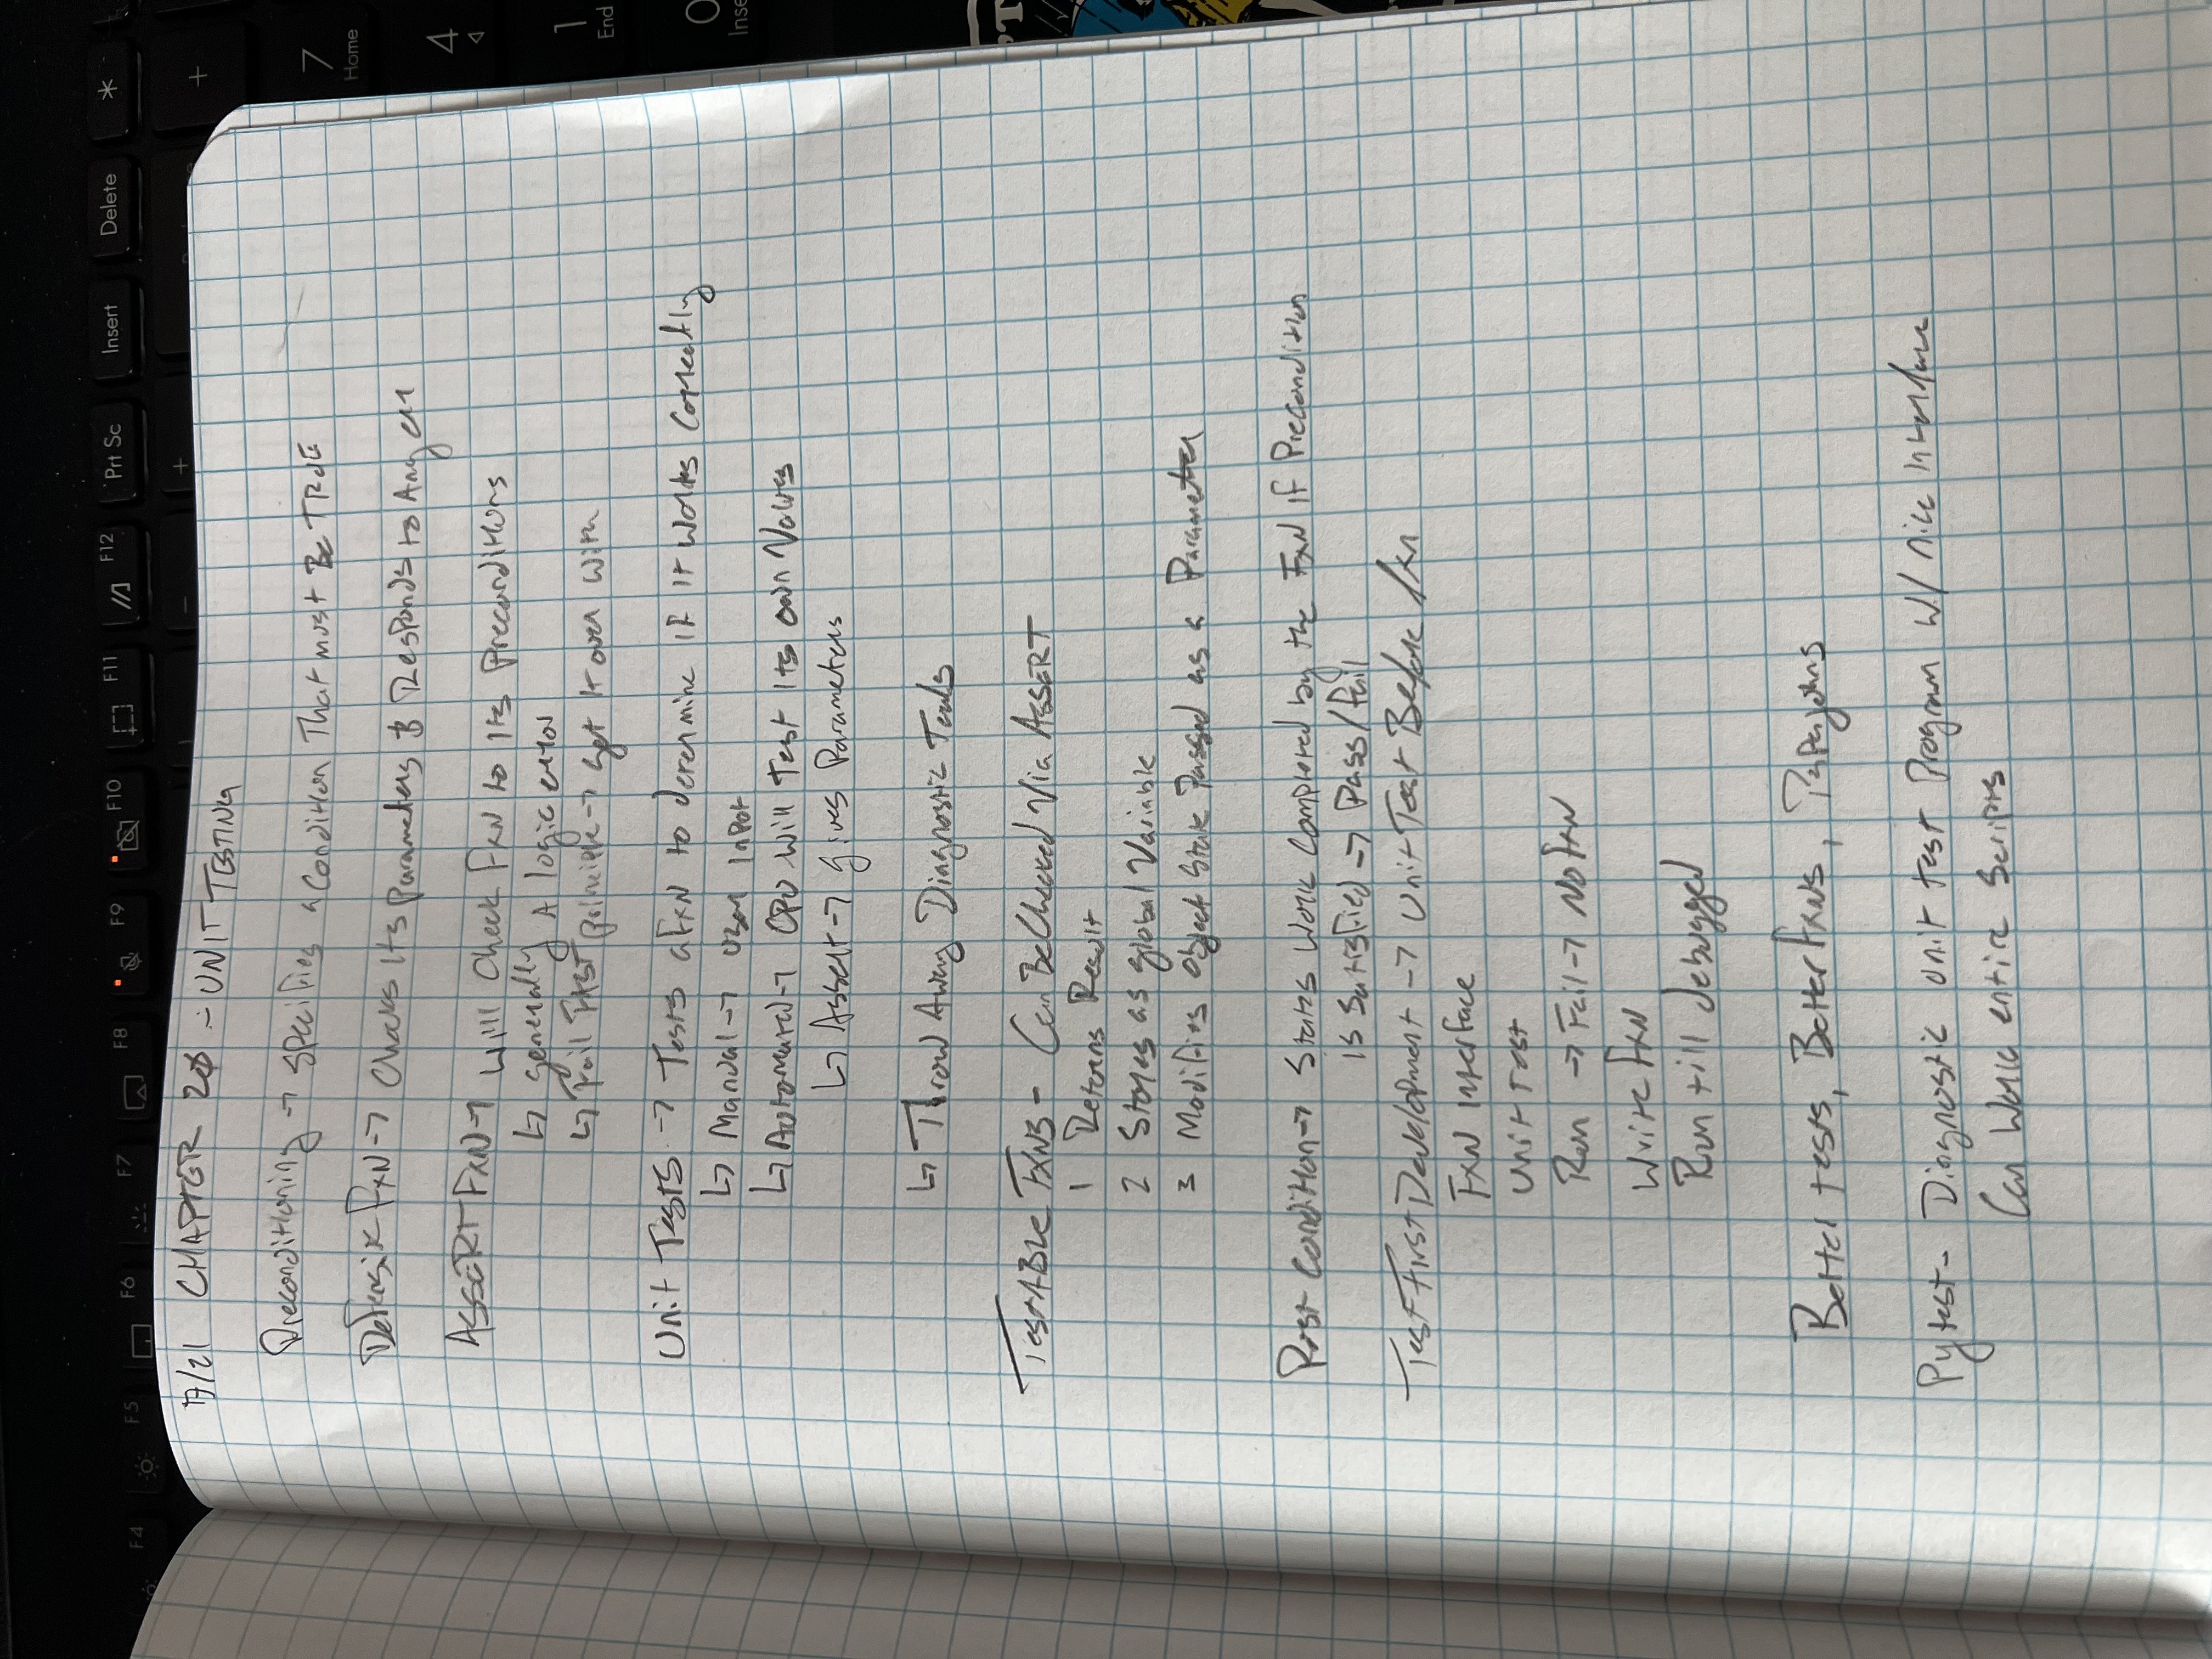 F4 F5 F6 F7 F8 F9 F10 F11 F12 Prt Sc Insert Delete *
7/21 CHAPTER 20 - UNIT TESTING
Preconditioning → Specifies a Condition That must Be TRUE
Defensive FXN → Checks Its Parameters & Responds to Any err
ASSERT FXN → Will Check FXN to Its Preconditions
↳ generally A logic error
↳ Fail FAST principle → get it over with
Unit Tests → Tests a FXN to determine if it works Correctly
↳ Manual → User Input
↳ Automated → CPU Will Test Its own Values
↳ Assert → gives Parameters
↳ Throw Away Diagnostic Tools
TestABle FXNS - Can Be Checked Via ASSERT
1 Returns Result
2 Stores as global Variable
3 Modifies object State Passed as a Parameter
Post Condition → States Work Completed by the FXN if Precondition
is Satisfied → Pass/fail
Test First Development → Unit Test Before fxn
FXN Interface
Unit Test
Run → Fail → No fxN
Write fxN
Run till debugged
Better tests, Better fxNs, Papajohns
Pytest - Diagnostic unit test Program w/ nice Interface
Can Work entire Scripts
+
7
Home
4
1
End
0